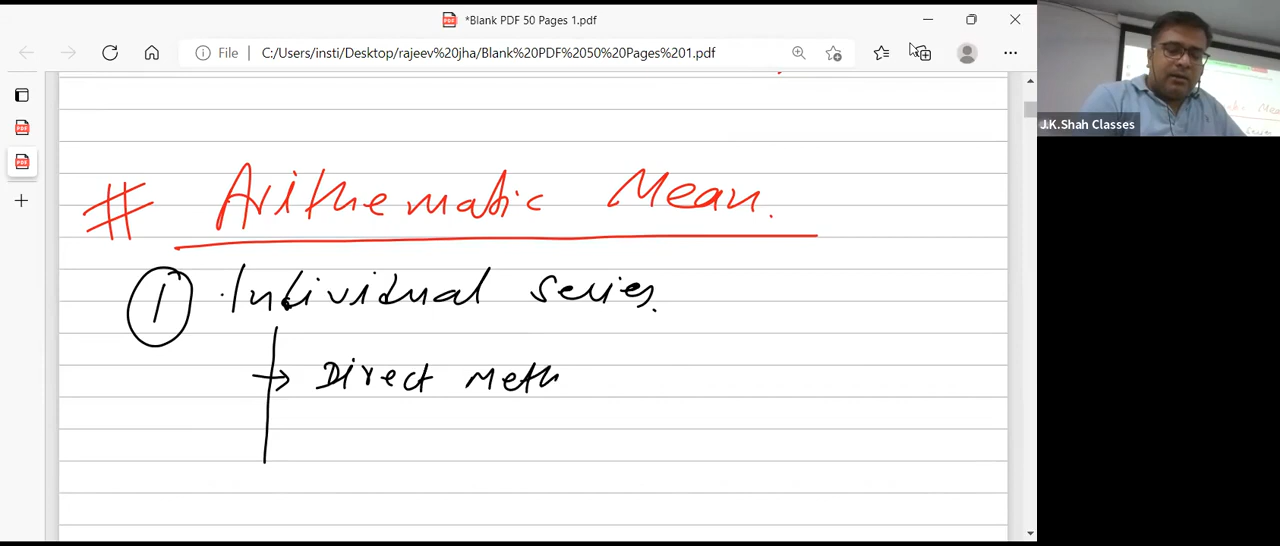 *Blank PDF 50 Pages 1.pdf
File C:/Users/insti/Desktop/rajeev%20jha/Blank%20PDF%2050%20Pages%201.pdf
J.K.Shah Classes
# Arithematic Mean.
① Individual series.
→ Direct Meth